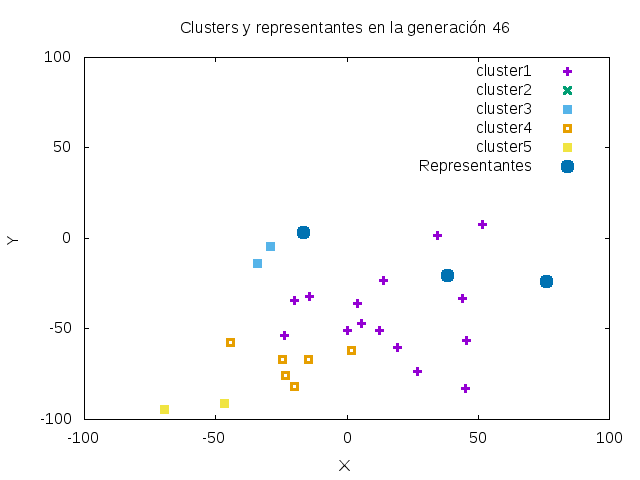 Clusters y representantes en la generación 46
100
50
0
-50
-100
-100 -50 0 50 100
Y
X
cluster1
cluster2
cluster3
cluster4
cluster5
Representantes